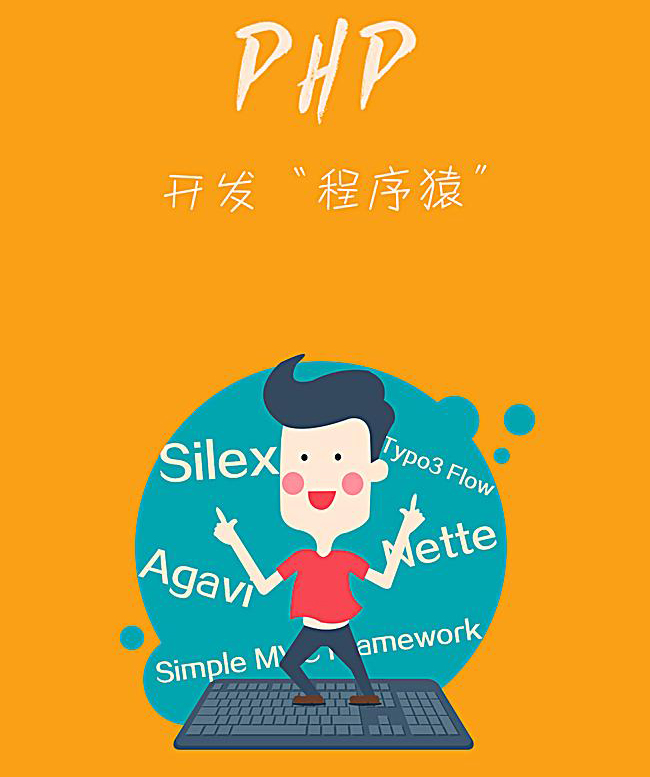 PHP
开发“程序猿”
Silex
Typo3 Flow
Agavi
Nette
Simple MVC Framework